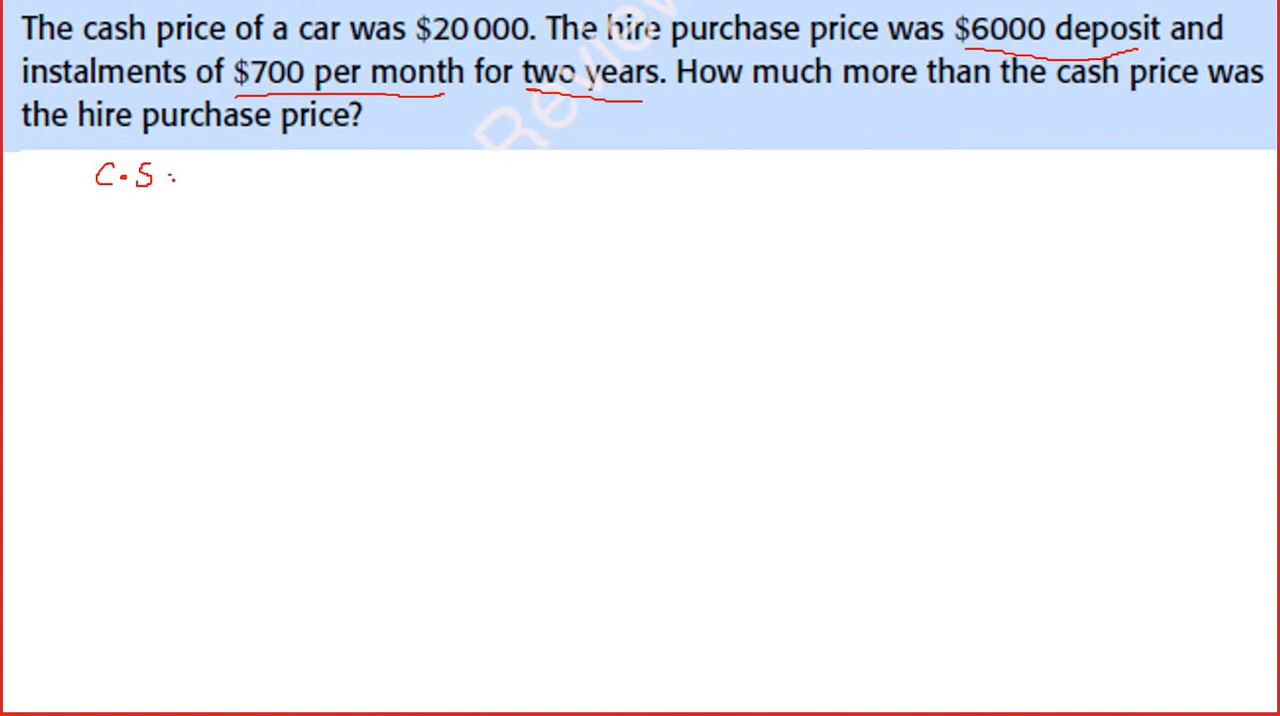 The cash price of a car was $20 000. The hire purchase price was $6000 deposit and
instalments of $700 per month for two years. How much more than the cash price was
the hire purchase price?
Review
C.S :